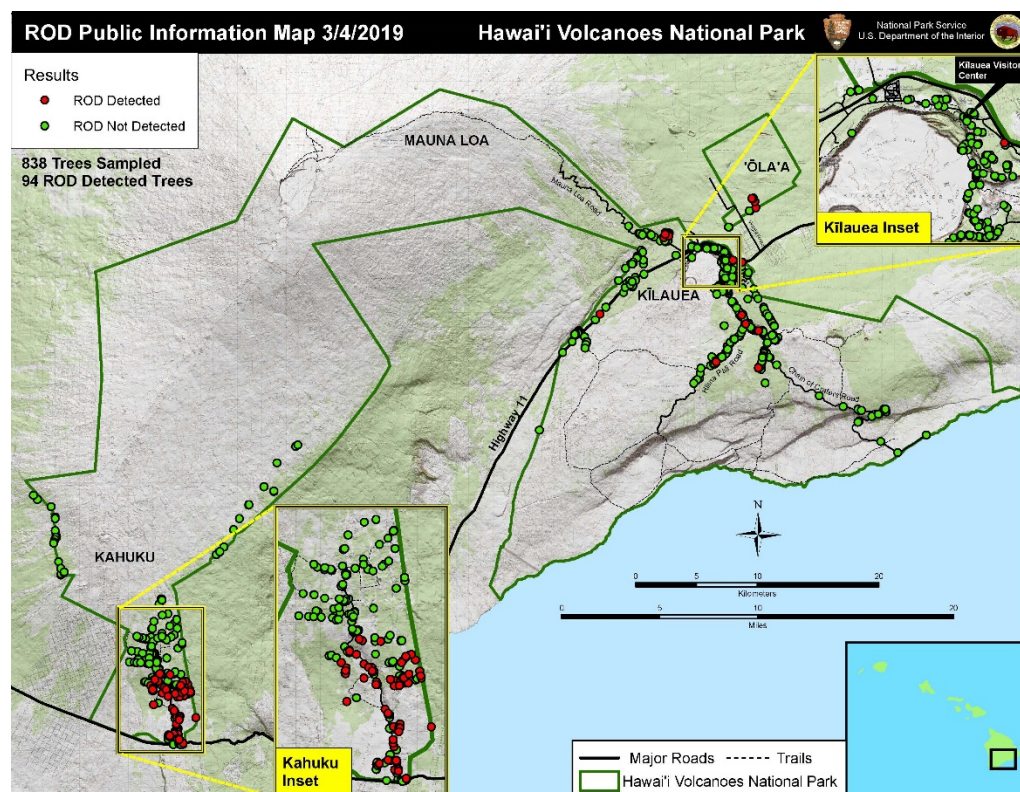 ROD Public Information Map 3/4/2019
Hawai'i Volcanoes National Park
National Park Service
U.S. Department of the Interior
Results
ROD Detected
ROD Not Detected
838 Trees Sampled
94 ROD Detected Trees
Kīlauea Visitor
Center
Kīlauea Inset
MAUNA LOA
'ŌLA'A
Mauna Loa Road
KĪLAUEA
Hilina Pali Road
Chain of Craters Road
Highway 11
KAHUKU
N
0 5 10 20
Kilometers
0 5 10 20
Miles
Kahuku
Inset
Major Roads
Trails
Hawai'i Volcanoes National Park